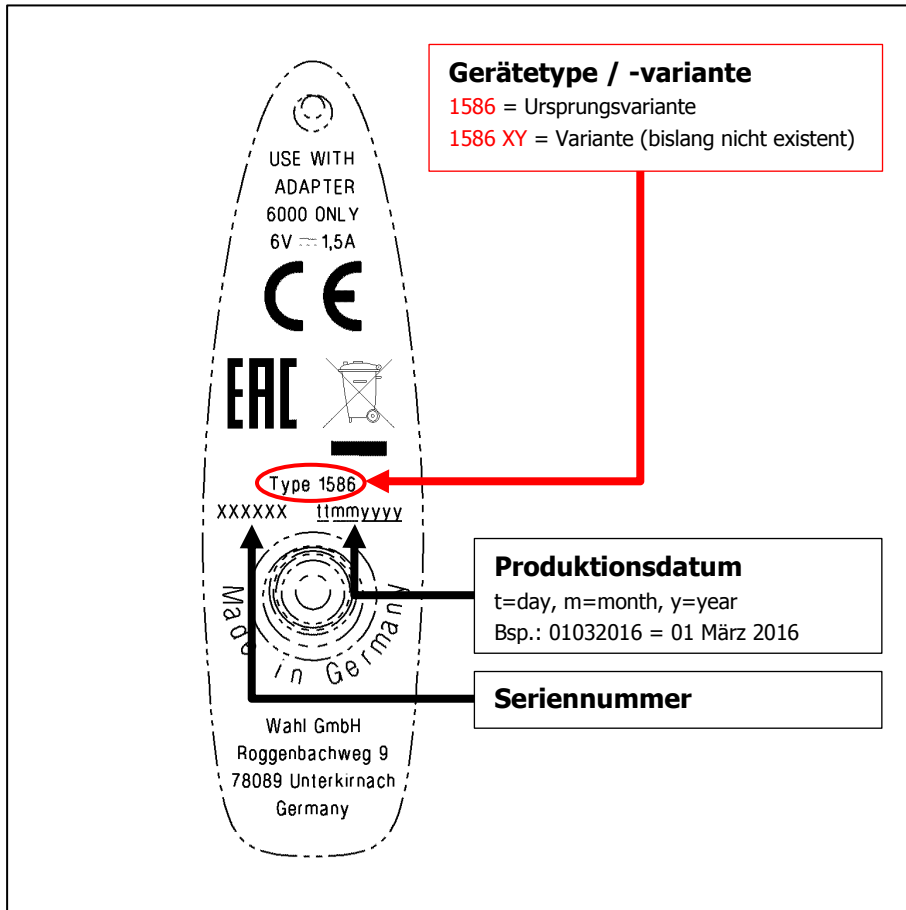 Gerätetype / -variante
1586 = Ursprungsvariante
1586 XY = Variante (bislang nicht existent)
USE WITH
ADAPTER
6000 ONLY
6V ⎓ 1,5A
CE
EAC
Type 1586
XXXXXX ttmmyyyy
Made in Germany
Produktionsdatum
t=day, m=month, y=year
Bsp.: 01032016 = 01 März 2016
Seriennummer
Wahl GmbH
Roggenbachweg 9
78089 Unterkirnach
Germany